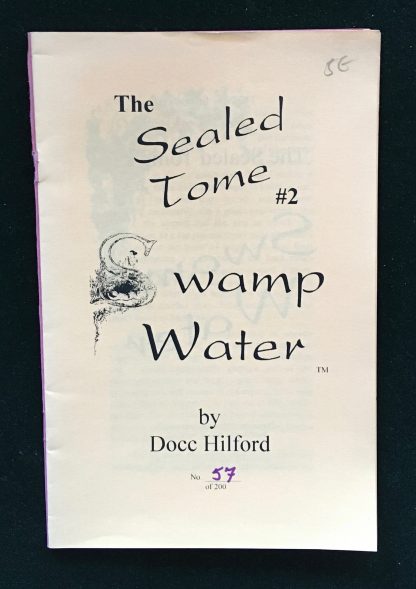 5E
The
Sealed
Tome
#2
Swamp
Water
TM
by
Docc Hilford
No 57
of 200